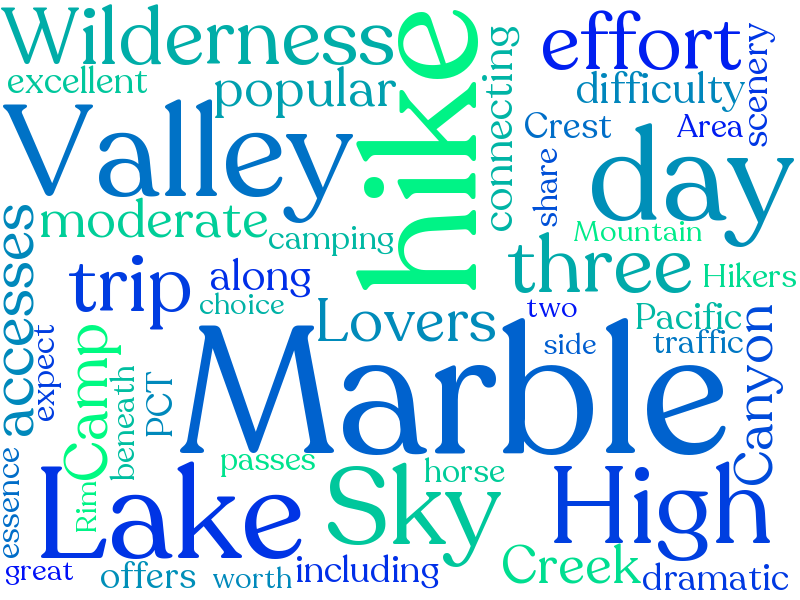 Wilderness
hike
effort
excellent
popular
connecting
difficulty
scenery
Valley
Crest
Area
share
day
moderate
camping
Mountain
accesses
trip
along
three
Hikers
choice
Lovers
two
Pacific
expect
Camp
beneath
PCT
Marble
side
traffic
Canyon
essence
Rim
passes
Lake
Sky
horse
High
great
offers
worth
including
Creek
dramatic